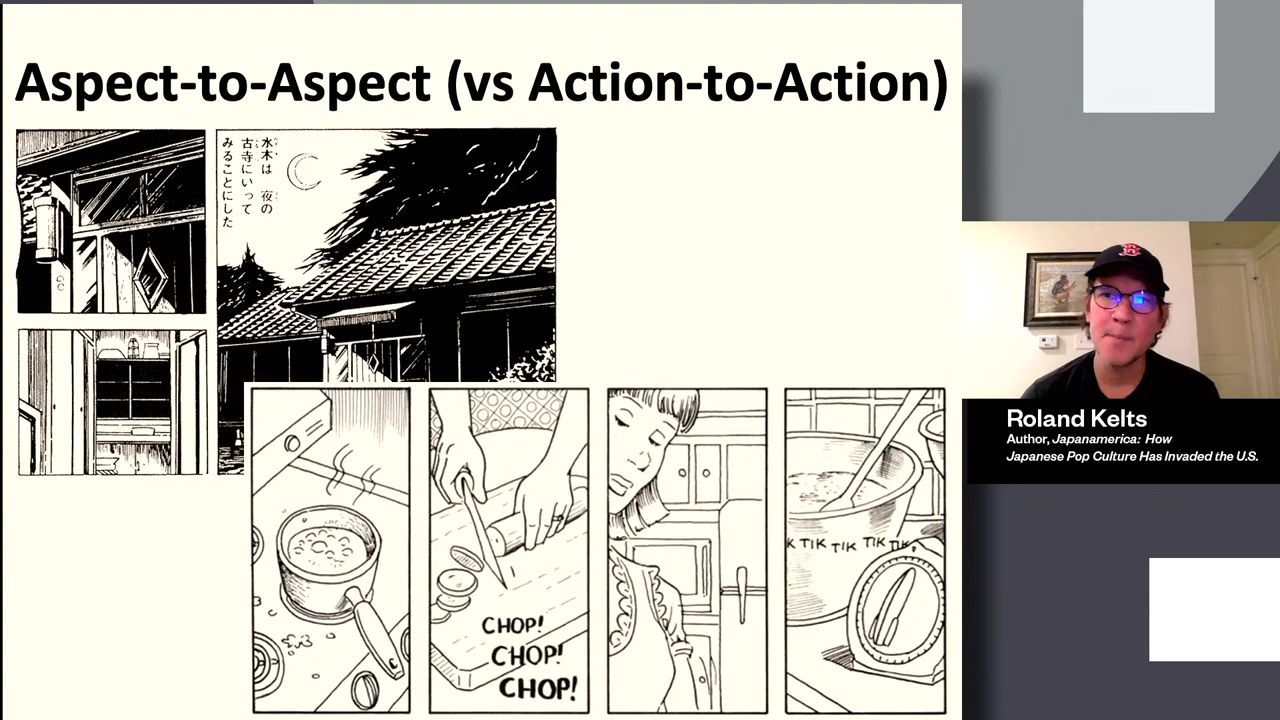 Aspect-to-Aspect (vs Action-to-Action)
水木は 夜の
古寺にいって
みることにした
CHOP!
CHOP!
CHOP!
K TIK TIK TIK TIK
B
Roland Kelts
Author, Japanamerica: How
Japanese Pop Culture Has Invaded the U.S.